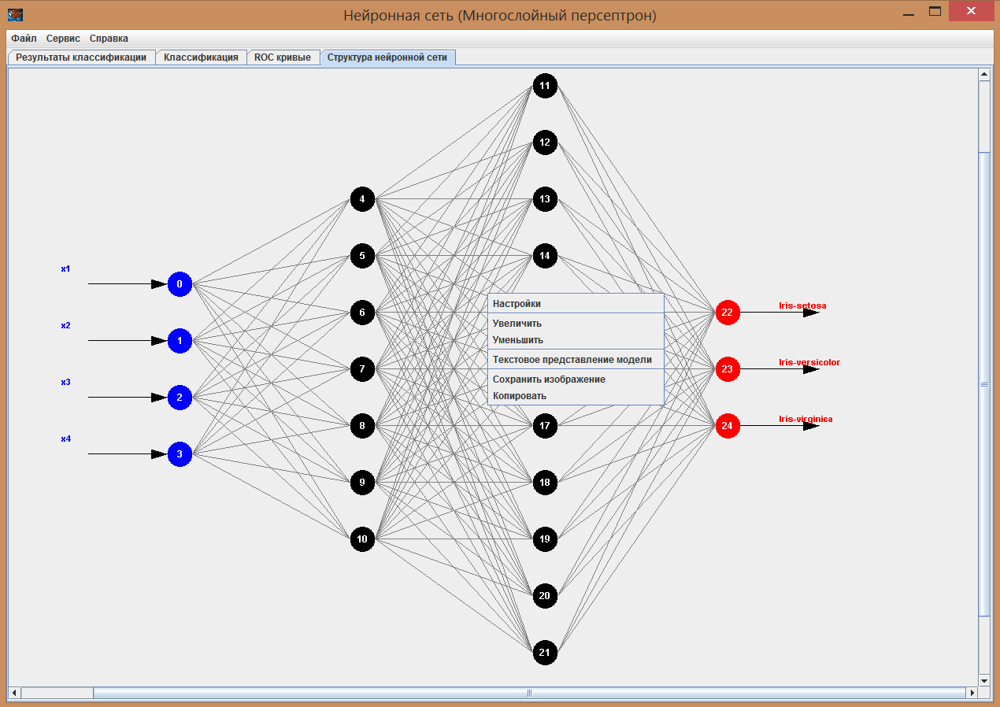 Нейронная сеть (Многослойный персептрон)
Файл Сервис Справка
Результаты классификации Классификация ROC кривые Структура нейронной сети
11
12
4 13
5 14
x1
0
6 22 Iris-setosa
x2
1
7 23 Iris-versicolor
x3
2
8 17 24 Iris-virginica
x4
3
9 18
10 19
20
21
Настройки
Увеличить
Уменьшить
Текстовое представление модели
Сохранить изображение
Копировать